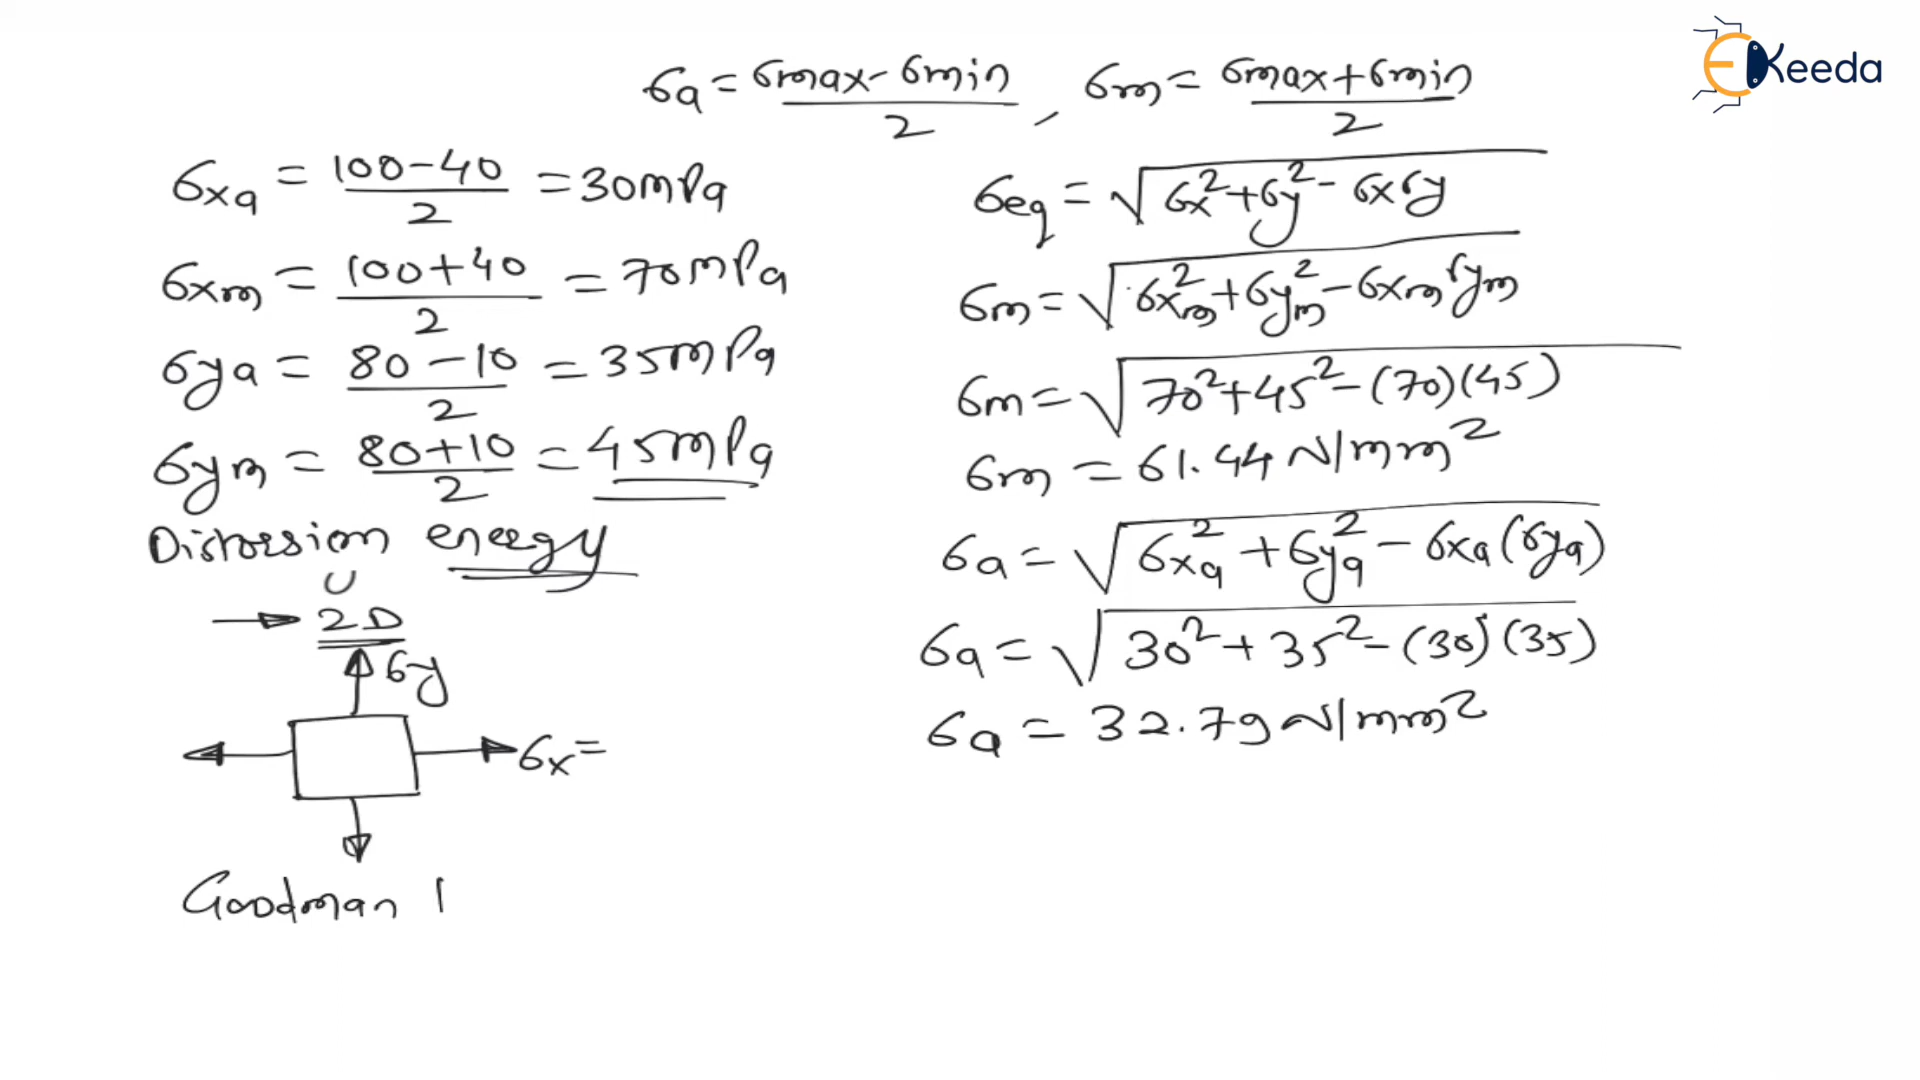 EKeeda
σa = σmax - σmin / 2 , σm = σmax + σmin / 2
σxa = 100 - 40 / 2 = 30MPa
σxm = 100 + 40 / 2 = 70MPa
σya = 80 - 10 / 2 = 35MPa
σym = 80 + 10 / 2 = 45MPa
Distorsion energy
→ 2D
σy
σx =
Goodman l
σeq = √σx² + σy² - σxσy
σm = √σxm² + σym² - σxm σym
σm = √70² + 45² - (70)(45)
σm = 61.44 N/mm²
σa = √σxa² + σya² - σxa(σya)
σa = √30² + 35² - (30)(35)
σa = 32.79 N/mm²